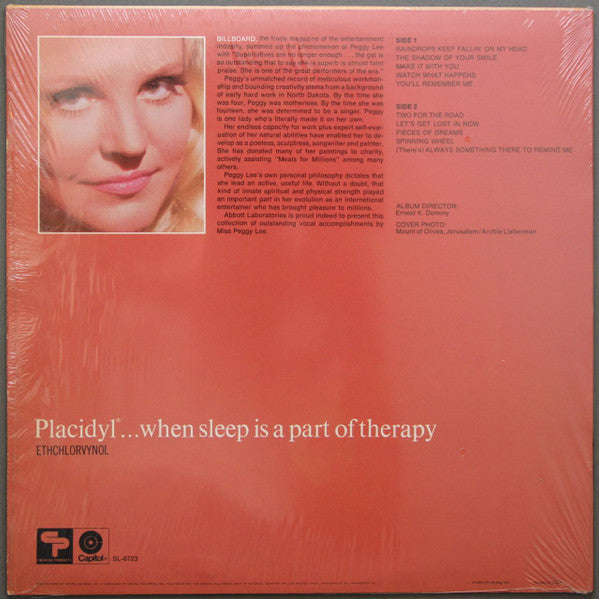 BILLBOARD, the trade magazine of the entertainment
industry, summed up the phenomenon of Peggy Lee
with "Superlatives are no longer enough . . . the gal is
so outstanding that to say she is superb is almost faint
praise. She is one of the great performers of the era."
Peggy's unmatched record of meticulous workman-
ship and bounding creativity stems from a background
of early hard work in North Dakota. By the time she
was four, Peggy was motherless. By the time she was
fourteen, she was determined to be a singer. Peggy
is one lady who's literally made it on her own.
Her endless capacity for work plus expert self-eval-
uation of her natural abilities have enabled her to de-
velop as a poetess, sculptress, songwriter and painter.
She has donated many of her paintings to charity,
actively assisting "Meals for Millions" among many
others.
Peggy Lee's own personal philosophy dictates that
she lead an active, useful life. Without a doubt, that
kind of innate spiritual and physical strength played
an important part in her evolution as an international
entertainer who has brought pleasure to millions.
Abbott Laboratories is proud indeed to present this
collection of outstanding vocal accomplishments by
Miss Peggy Lee.
SIDE 1
RAINDROPS KEEP FALLIN' ON MY HEAD
THE SHADOW OF YOUR SMILE
MAKE IT WITH YOU
WATCH WHAT HAPPENS
YOU'LL REMEMBER ME
SIDE 2
TWO FOR THE ROAD
LET'S GET LOST IN NOW
PIECES OF DREAMS
SPINNING WHEEL
(There's) ALWAYS SOMETHING THERE TO REMIND ME
ALBUM DIRECTOR:
Ernest K. Dominy
COVER PHOTO:
Mount of Olives, Jerusalem/Archie Lieberman
Placidyl®...when sleep is a part of therapy
ETHCHLORVYNOL
CP
Capitol®
SL-6723